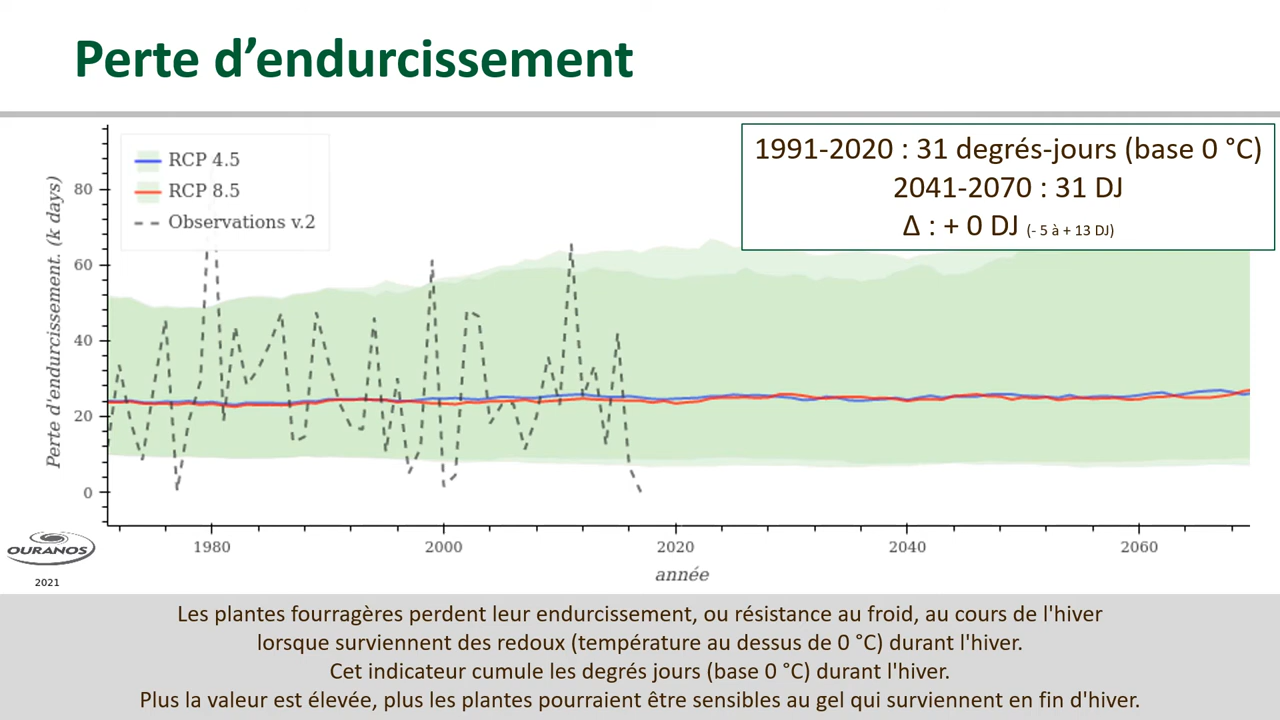 Perte d’endurcissement
RCP 4.5
RCP 8.5
Observations v.2
1991-2020 : 31 degrés-jours (base 0 °C)
2041-2070 : 31 DJ
Δ : + 0 DJ (- 5 à + 13 DJ)
Perte d'endurcissement. (k days)
80
60
40
20
0
1980
2000
2020
2040
2060
année
OURANOS
2021
Les plantes fourragères perdent leur endurcissement, ou résistance au froid, au cours de l'hiver
lorsque surviennent des redoux (température au dessus de 0 °C) durant l'hiver.
Cet indicateur cumule les degrés jours (base 0 °C) durant l'hiver.
Plus la valeur est élevée, plus les plantes pourraient être sensibles au gel qui surviennent en fin d'hiver.